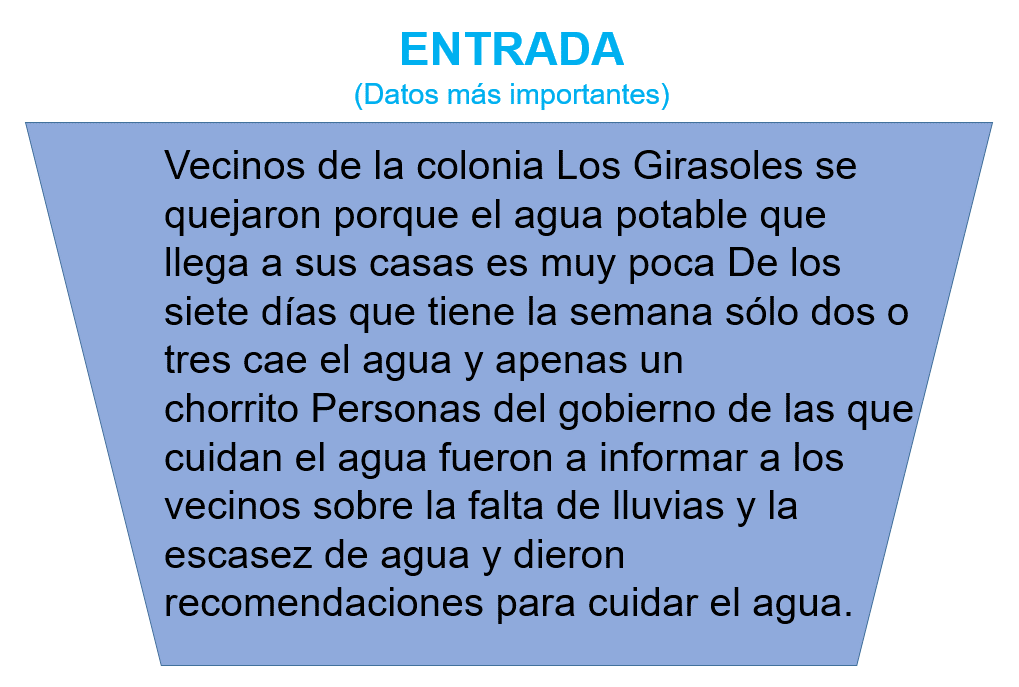 ENTRADA
(Datos más importantes)
Vecinos de la colonia Los Girasoles se
quejaron porque el agua potable que
llega a sus casas es muy poca De los
siete días que tiene la semana sólo dos o
tres cae el agua y apenas un
chorrito Personas del gobierno de las que
cuidan el agua fueron a informar a los
vecinos sobre la falta de lluvias y la
escasez de agua y dieron
recomendaciones para cuidar el agua.